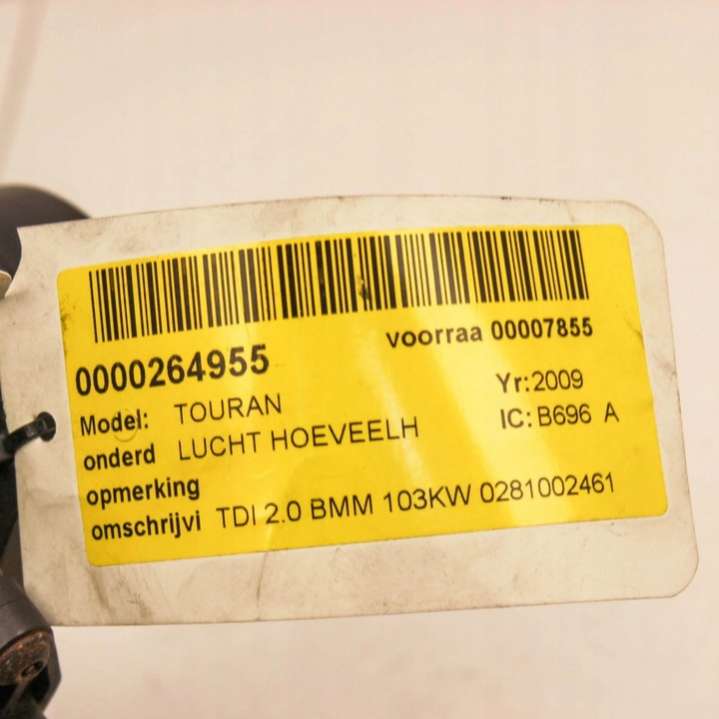 0000264955 voorraa 00007855
Model: TOURAN Yr:2009
onderd LUCHT HOEVEELH IC: B696 A
opmerking
omschrijvi TDI 2.0 BMM 103KW 0281002461